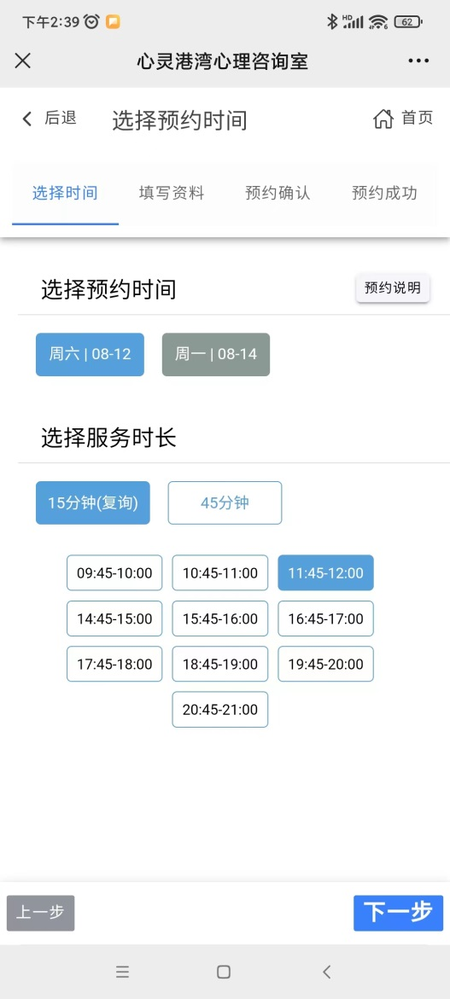 下午2:39 HD 4+ 6 62
心灵港湾心理咨询室
后退 选择预约时间 首页
选择时间 填写资料 预约确认 预约成功
选择预约时间 预约说明
周六 | 08-12 周一 | 08-14
选择服务时长
15分钟(复询) 45分钟
09:45-10:00 10:45-11:00 11:45-12:00
14:45-15:00 15:45-16:00 16:45-17:00
17:45-18:00 18:45-19:00 19:45-20:00
20:45-21:00
上一步 下一步